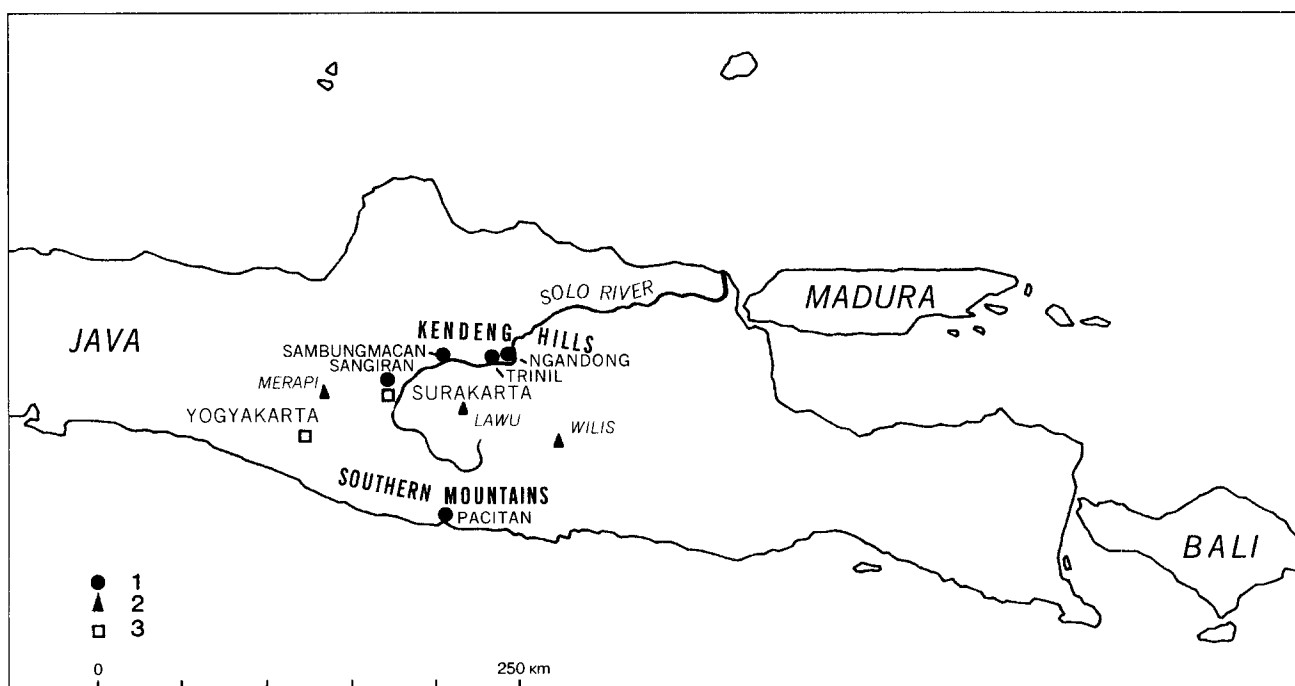 SOLO RIVER
MADURA
JAVA
KENDENG HILLS
SAMBUNGMACAN
SANGIRAN
NGANDONG
TRINIL
MERAPI
SURAKARTA
YOGYAKARTA
LAWU
WILIS
SOUTHERN MOUNTAINS
PACITAN
BALI
1
2
3
0 250 KM